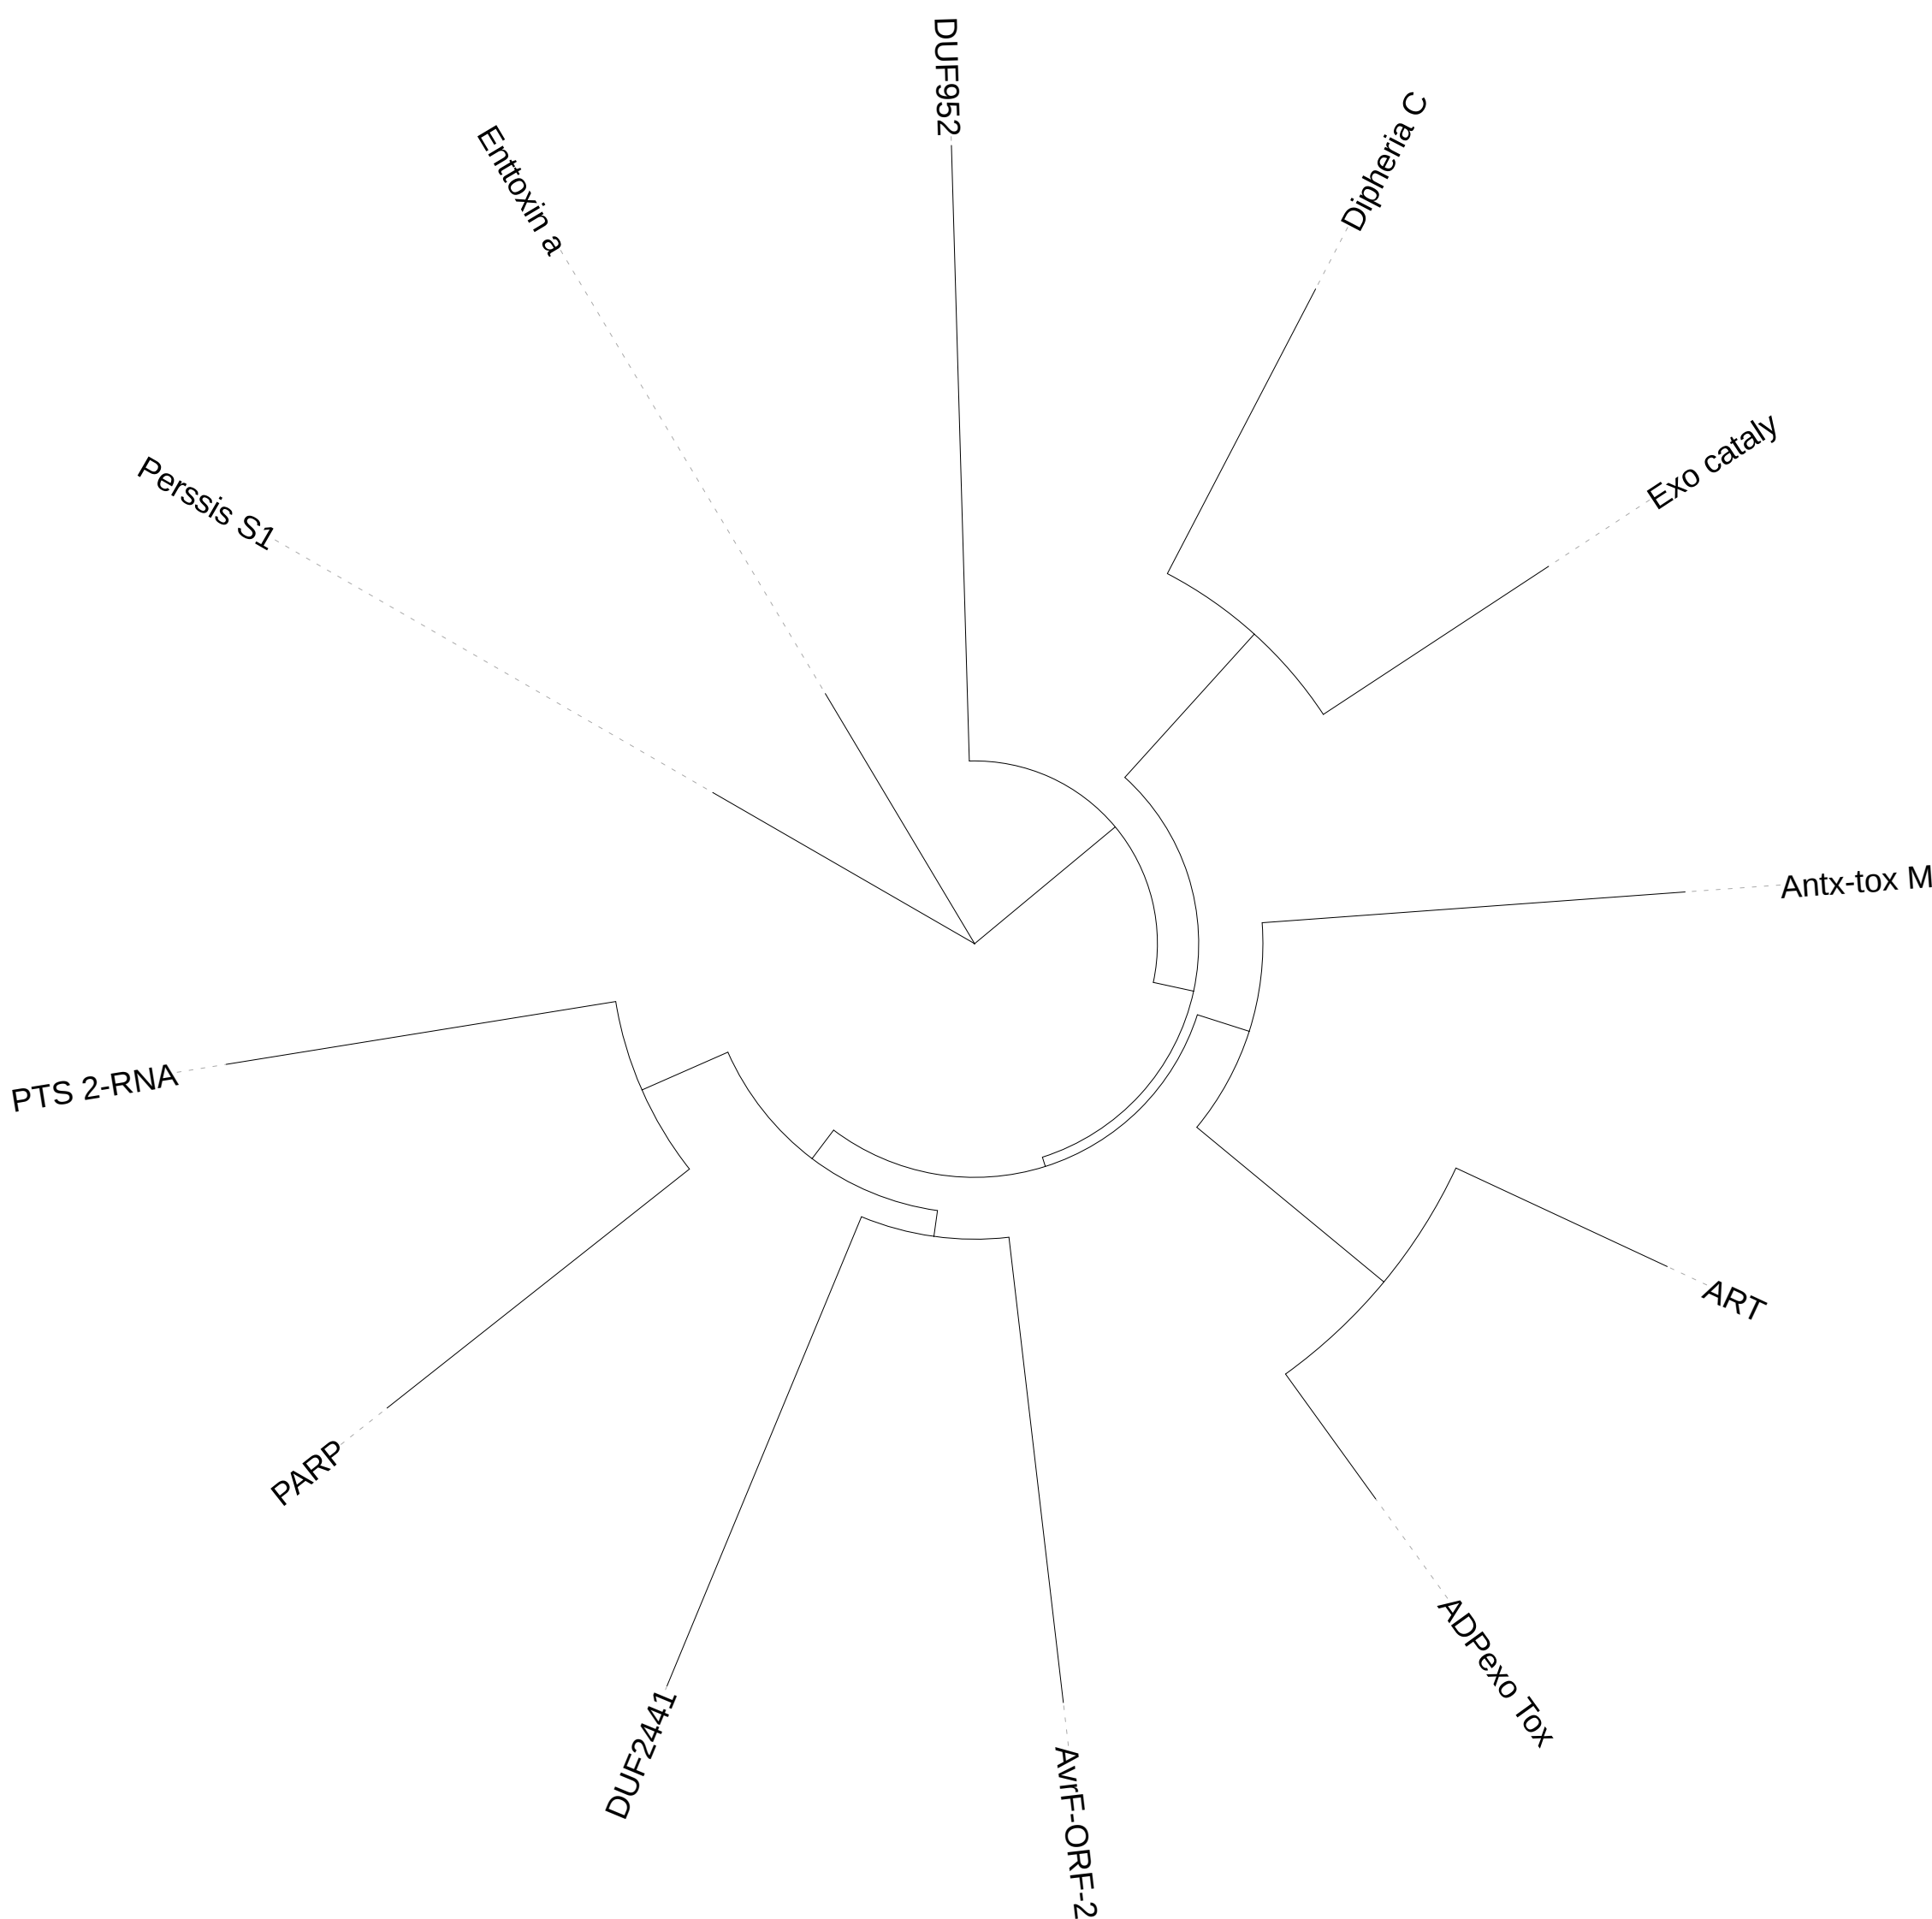 DUF952
Dipheria C
Enttoxin a
Exo cataly
Perssis S1
Antx-tox M
PTS 2-RNA
ART
PARP
ADPexo Tox
DUF2441
AvrF-ORF-2